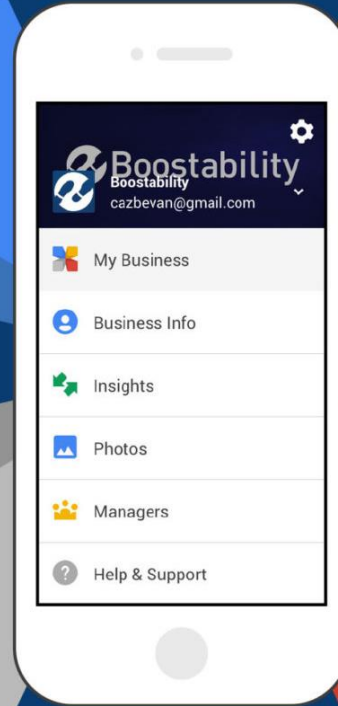 Boostability
Boostability
cazbevan@gmail.com
My Business
Business Info
Insights
Photos
Managers
? Help & Support